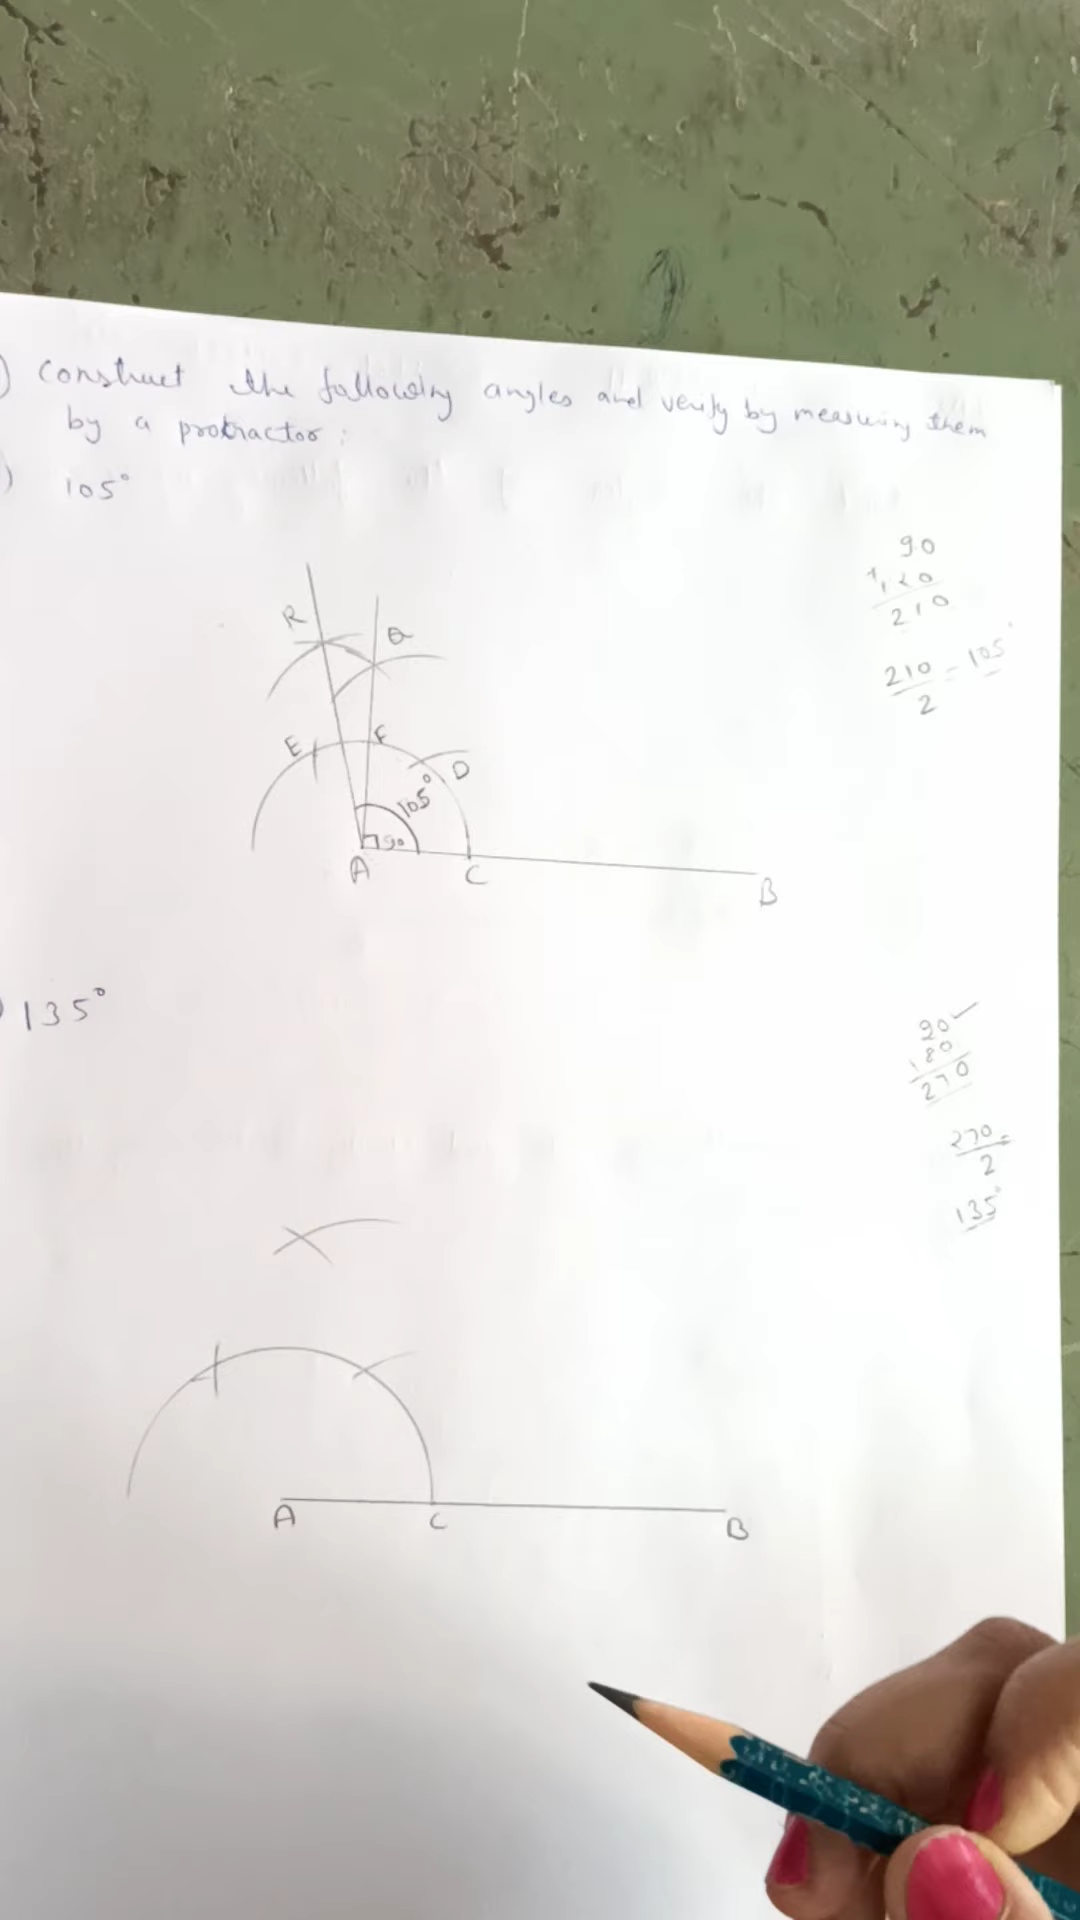 ) construct the following angles and verify by measuring them
by a protractor:
) 105°
90
+120
210
210/2 = 105°
R
Q
E
F
D
105°
90
A
C
B
) 135°
90 ✓
180
270
270/2 =
135°
A
C
B